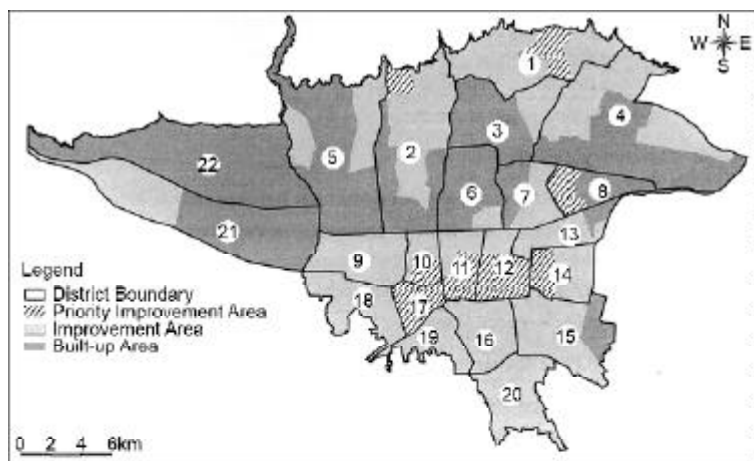 N
W E
S
1
4
3
5
2
22
6
7
8
21
13
9
10
11
12
14
18
17
15
19
16
20
Legend
District Boundary
Priority Improvement Area
Improvement Area
Built-up Area
0 2 4 6km